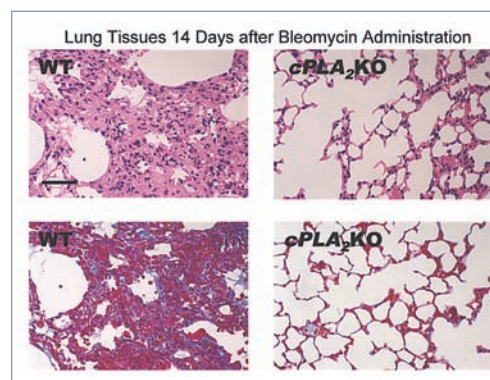 Lung Tissues 14 Days after Bleomycin Administration
WT
cPLA₂KO
WT
cPLA₂KO